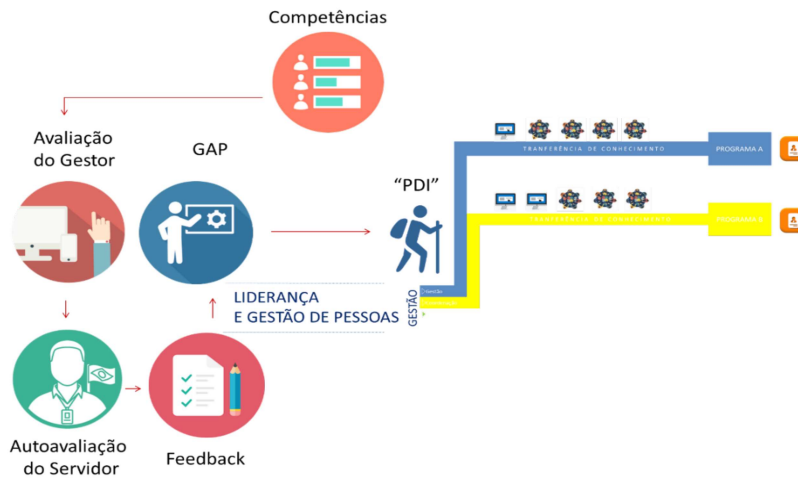 Competências
Avaliação
do Gestor
GAP
"PDI"
TRANFERÊNCIA DE CONHECIMENTO
PROGRAMA A
TRANSFERÊNCIA DE CONHECIMENTO
LIDERANÇA
E GESTÃO DE PESSOAS
GESTÃO
Autoavaliação
do Servidor
Feedback